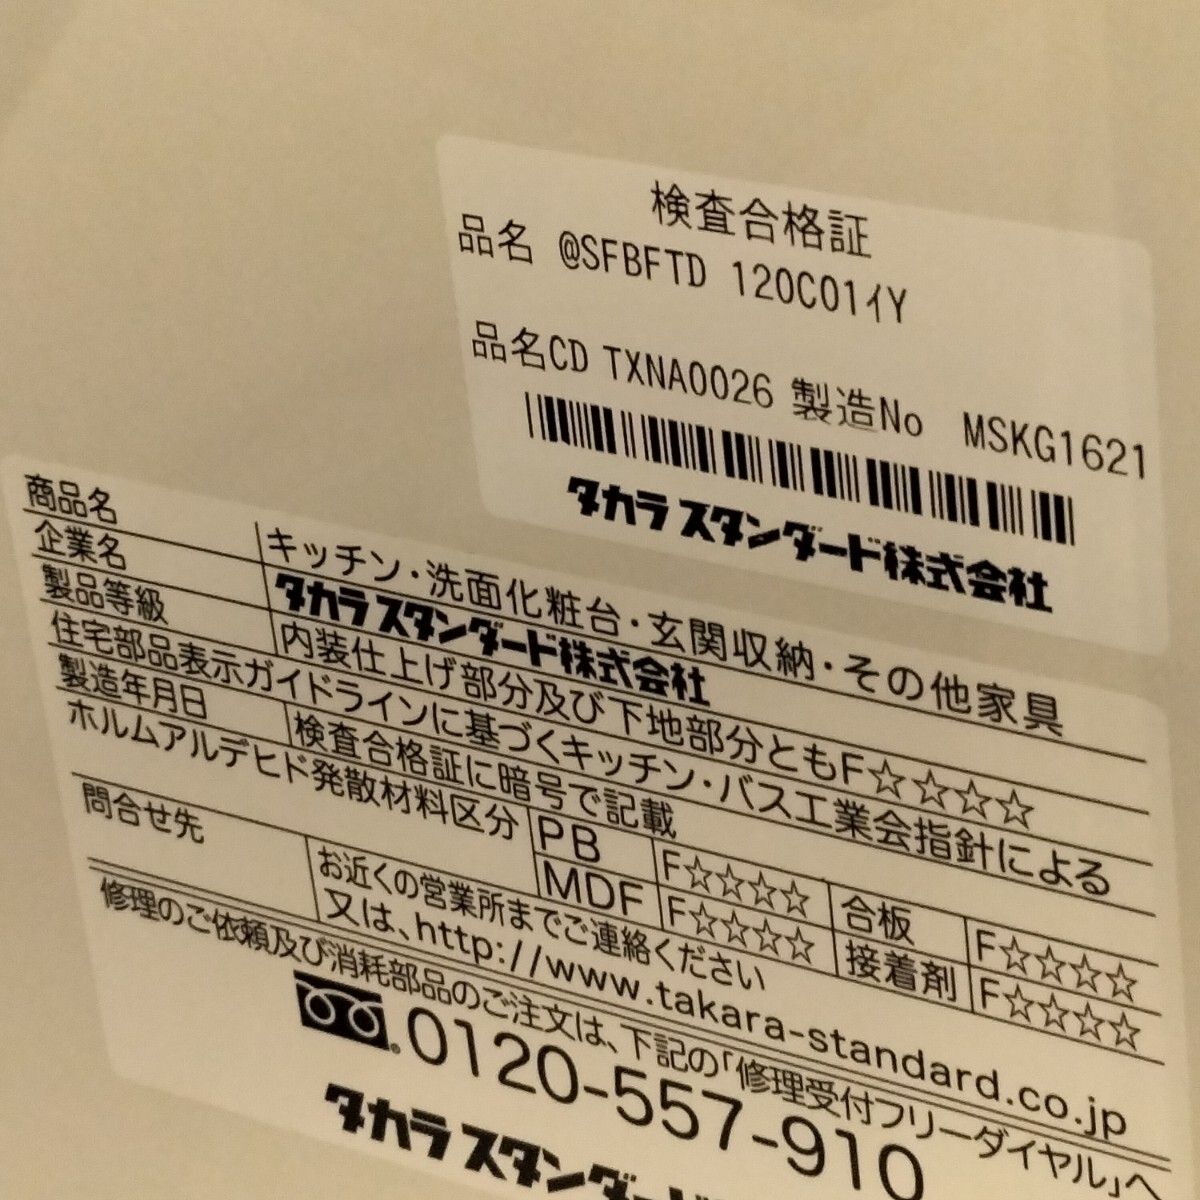 検査合格証
品名 @SFBFTD 120C01ｲY
品名CD TXNA0026 製造No MSKG1621
タカラスタンダード株式会社
商品名 キッチン・洗面化粧台・玄関収納・その他家具
企業名 タカラスタンダード株式会社
製品等級 内装仕上げ部分及び下地部分ともF☆☆☆☆
住宅部品表示ガイドラインに基づくキッチン・バス工業会指針による
製造年月日 検査合格証に暗号で記載
ホルムアルデヒド発散材料区分 PB F☆☆☆☆ 合板 F☆☆☆☆
MDF F☆☆☆☆ 接着剤 F☆☆☆☆
問合せ先 お近くの営業所までご連絡ください
又は、http://www.takara-standard.co.jp
修理のご依頼及び消耗部品のご注文は、下記の「修理受付フリーダイヤル」へ
0120-557-910
タカラスタンダード